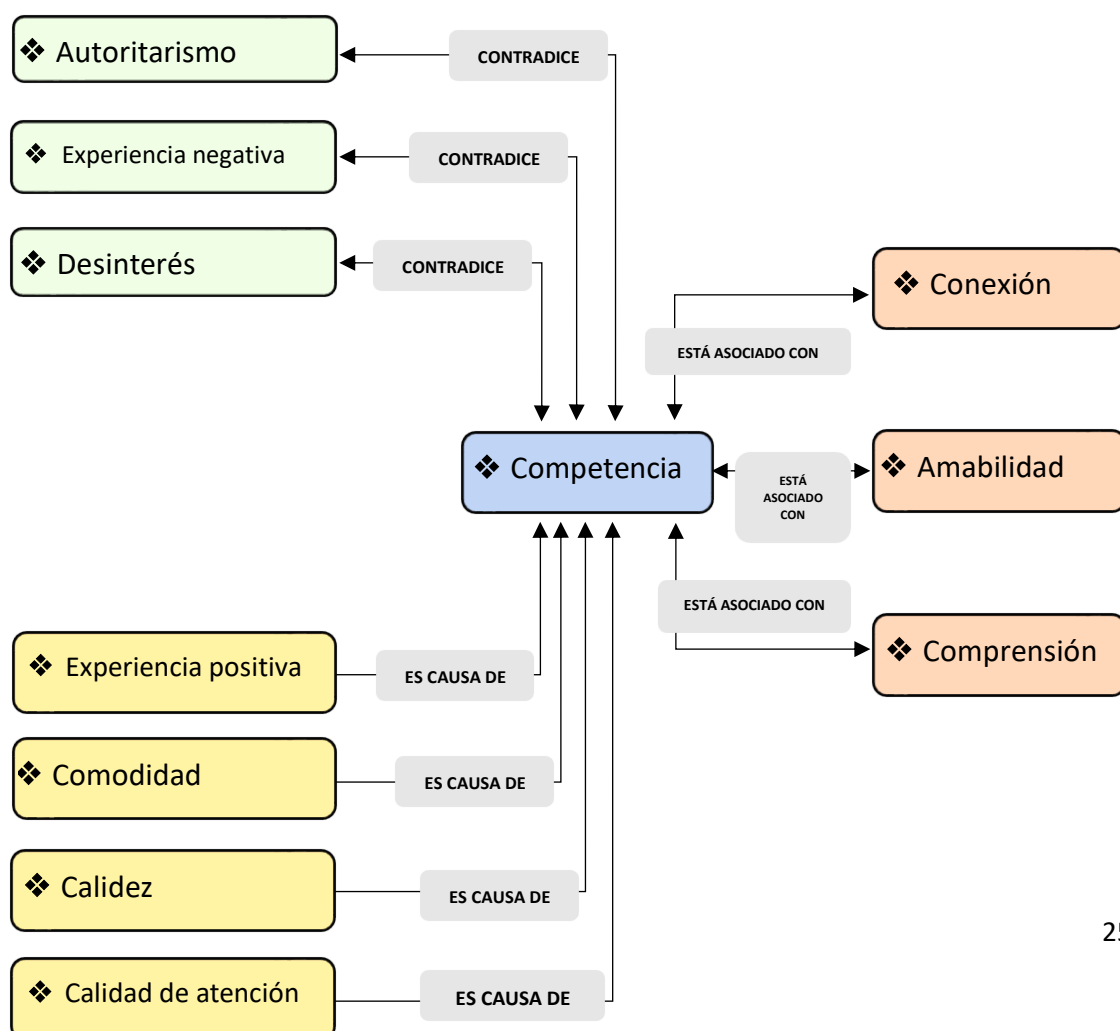 ❖ Autoritarismo
CONTRADICE
❖ Experiencia negativa
CONTRADICE
❖ Desinterés
CONTRADICE
❖ Conexión
ESTÁ ASOCIADO CON
❖ Competencia
ESTÁ
ASOCIADO
CON
❖ Amabilidad
ESTÁ ASOCIADO CON
❖ Comprensión
❖ Experiencia positiva
ES CAUSA DE
❖ Comodidad
ES CAUSA DE
❖ Calidez
ES CAUSA DE
❖ Calidad de atención
ES CAUSA DE
25